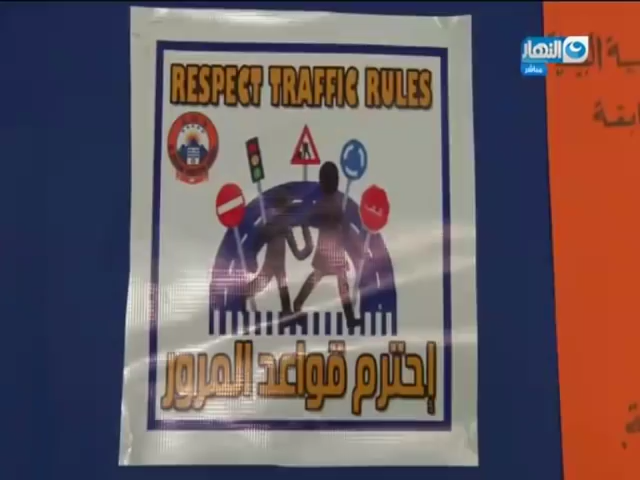 RESPECT TRAFFIC RULES
إحترم قواعد المرور
النهار
مباشر